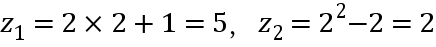 z₁ = 2 × 2 + 1 = 5, z₂ = 2²−2 = 2